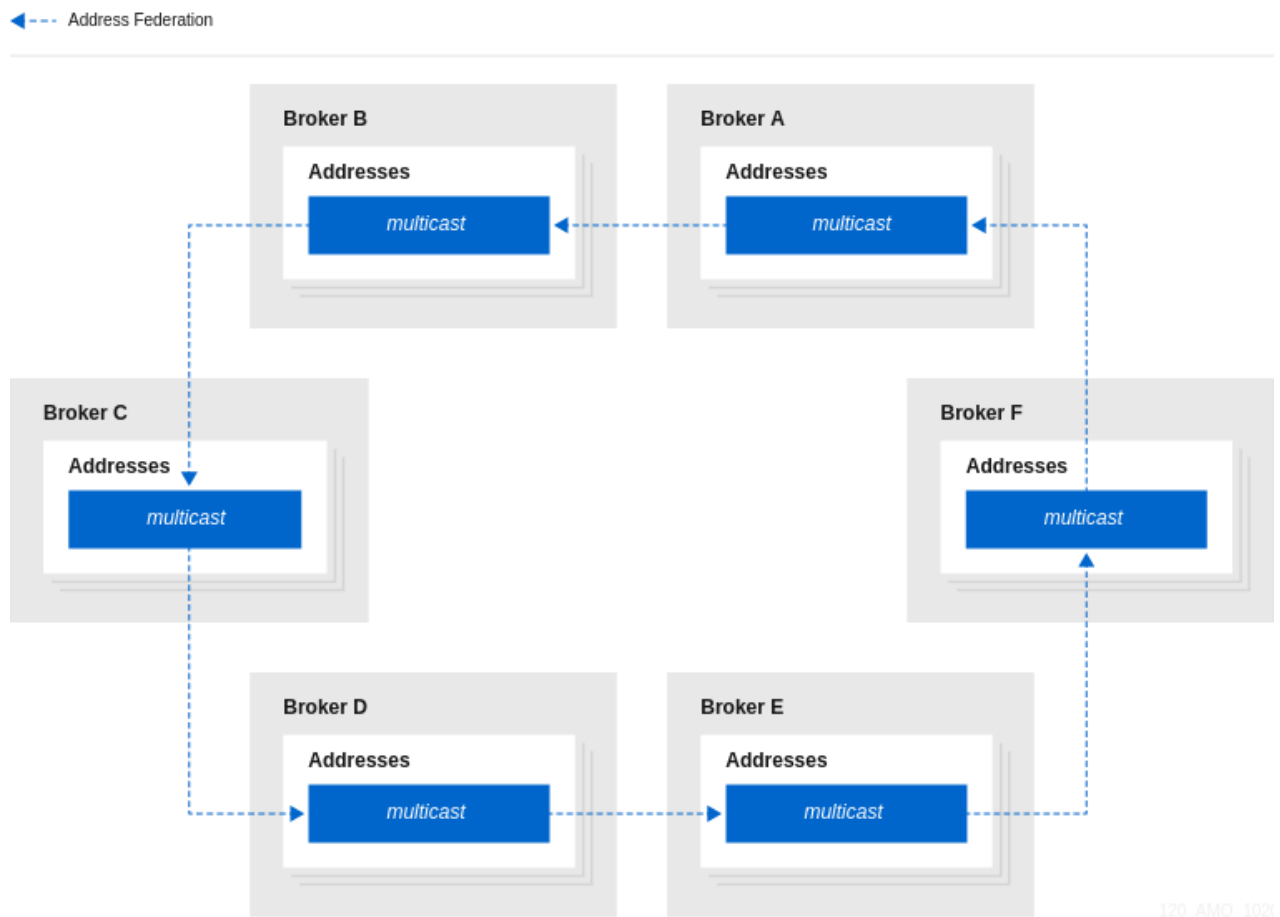 Address Federation
Broker B
Addresses
multicast
Broker A
Addresses
multicast
Broker C
Addresses
multicast
Broker F
Addresses
multicast
Broker D
Addresses
multicast
Broker E
Addresses
multicast
120_AMQ_1020